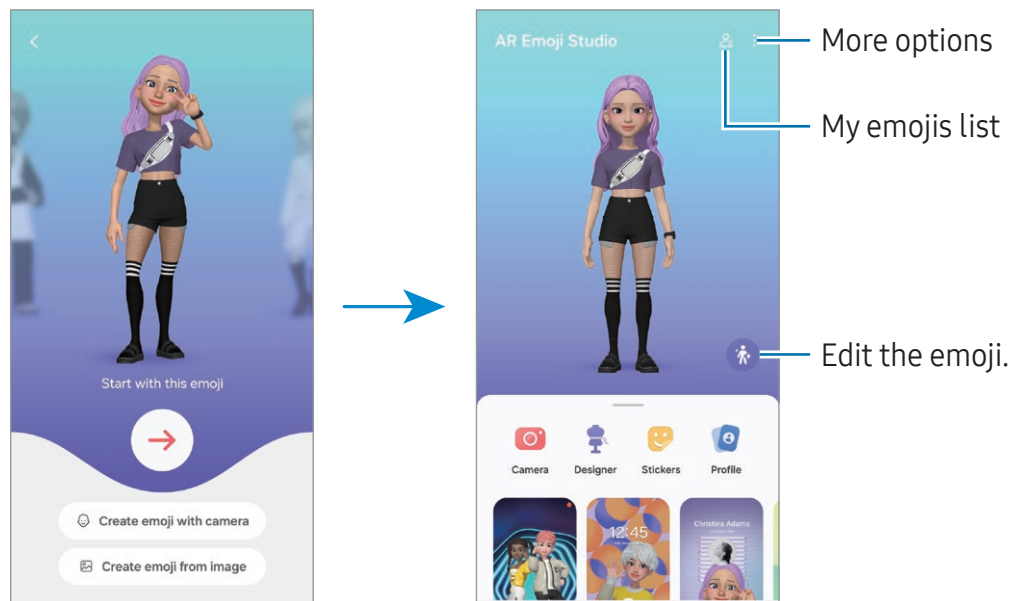 Start with this emoji
Create emoji with camera
Create emoji from image
AR Emoji Studio
More options
My emojis list
Edit the emoji.
Camera
Designer
Stickers
Profile
12:45
Christina Adams